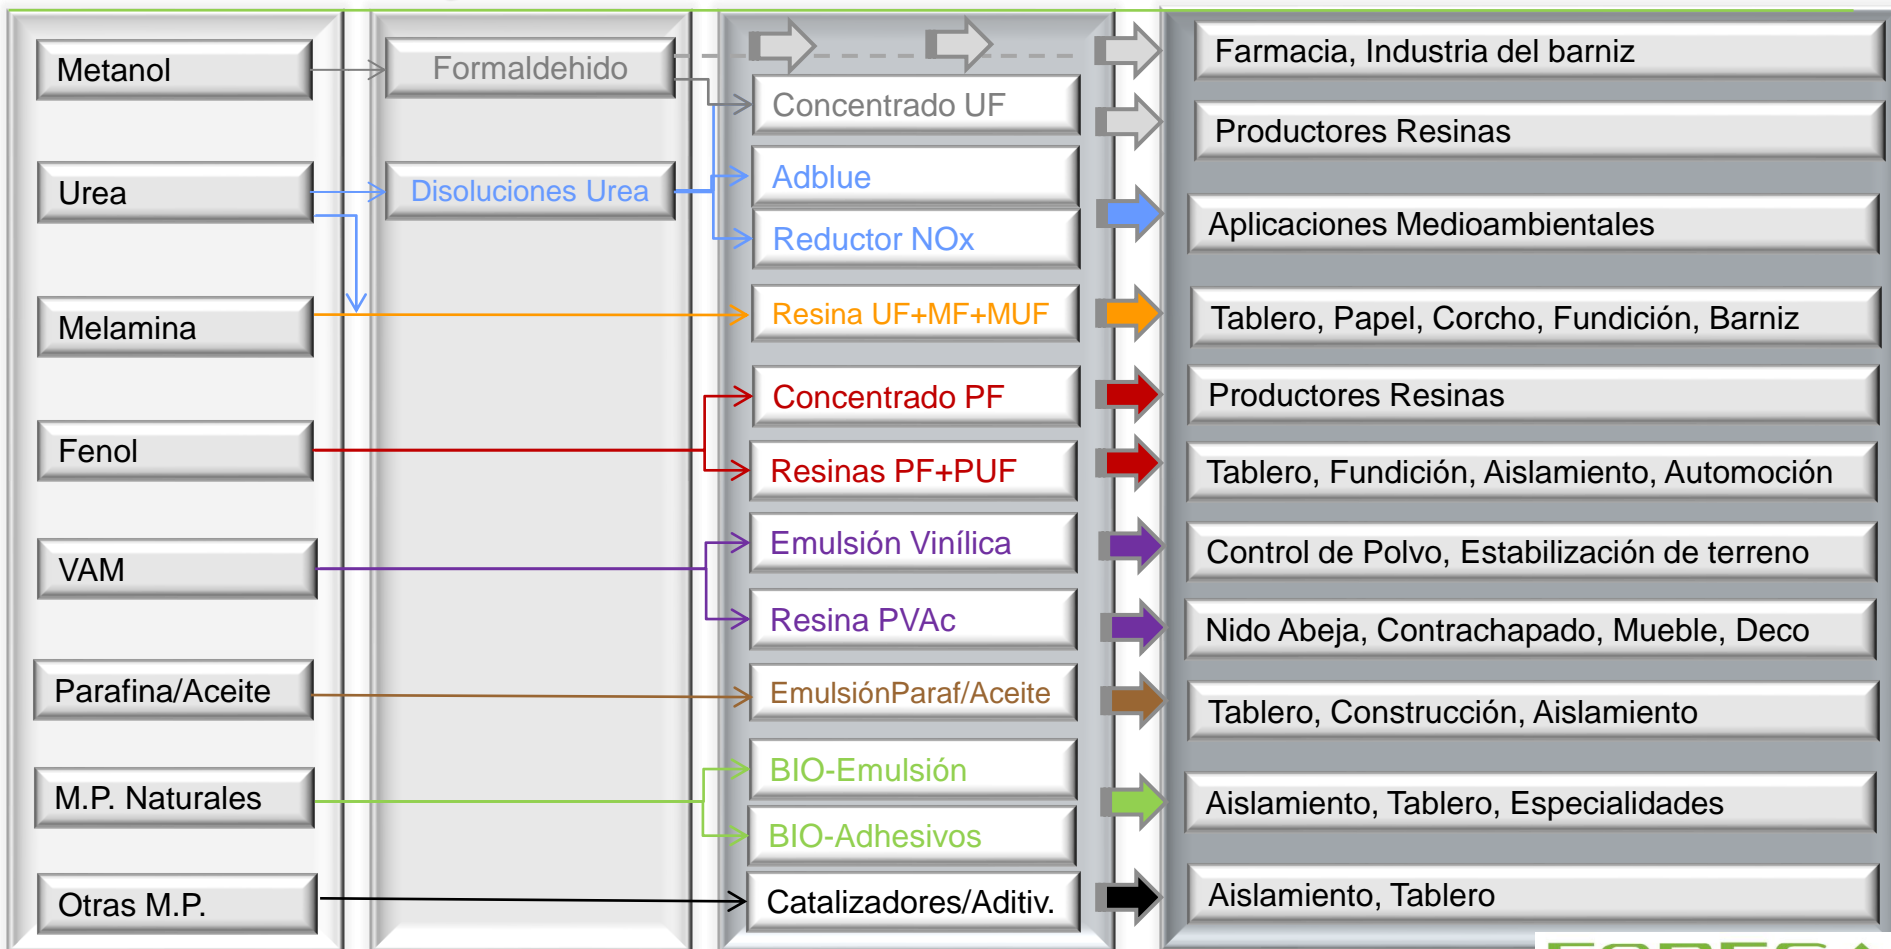 Metanol
Urea
Melamina
Fenol
VAM
Parafina/Aceite
M.P. Naturales
Otras M.P.
Formaldehido
Disoluciones Urea
Concentrado UF
Adblue
Reductor NOx
Resina UF+MF+MUF
Concentrado PF
Resinas PF+PUF
Emulsión Vinílica
Resina PVAc
EmulsiónParaf/Aceite
BIO-Emulsión
BIO-Adhesivos
Catalizadores/Aditiv.
Farmacia, Industria del barniz
Productores Resinas
Aplicaciones Medioambientales
Tablero, Papel, Corcho, Fundición, Barniz
Productores Resinas
Tablero, Fundición, Aislamiento, Automoción
Control de Polvo, Estabilización de terreno
Nido Abeja, Contrachapado, Mueble, Deco
Tablero, Construcción, Aislamiento
Aislamiento, Tablero, Especialidades
Aislamiento, Tablero